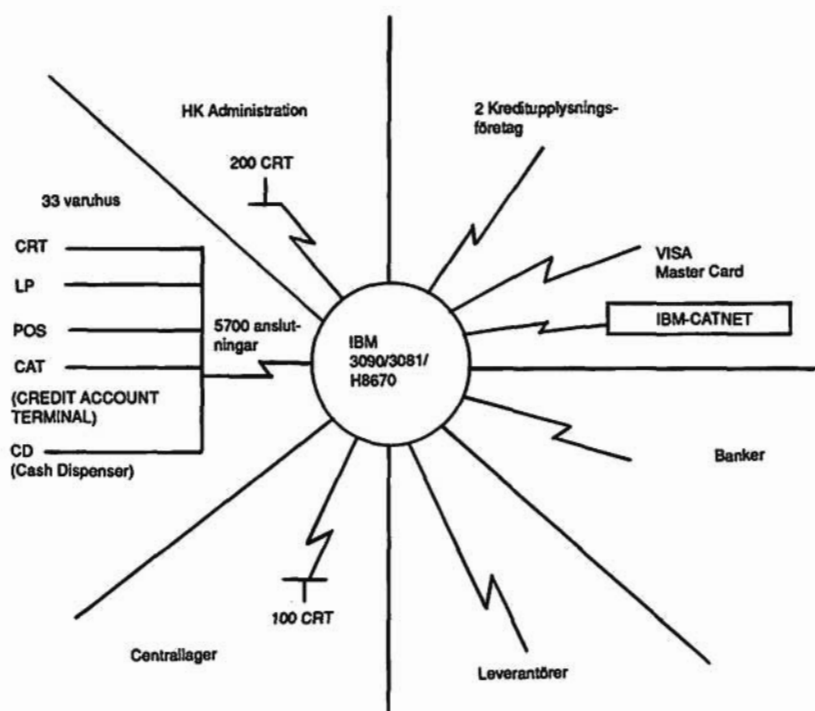 HK Administration
2 Kreditupplysnings-
företag
200 CRT
33 varuhus
CRT
LP
POS
CAT
(CREDIT ACCOUNT
TERMINAL)
CD
(Cash Dispenser)
5700 anslut-
ningar
IBM
3090/3081/
H8670
VISA
Master Card
IBM-CATNET
Banker
100 CRT
Centrallager
Leverantörer